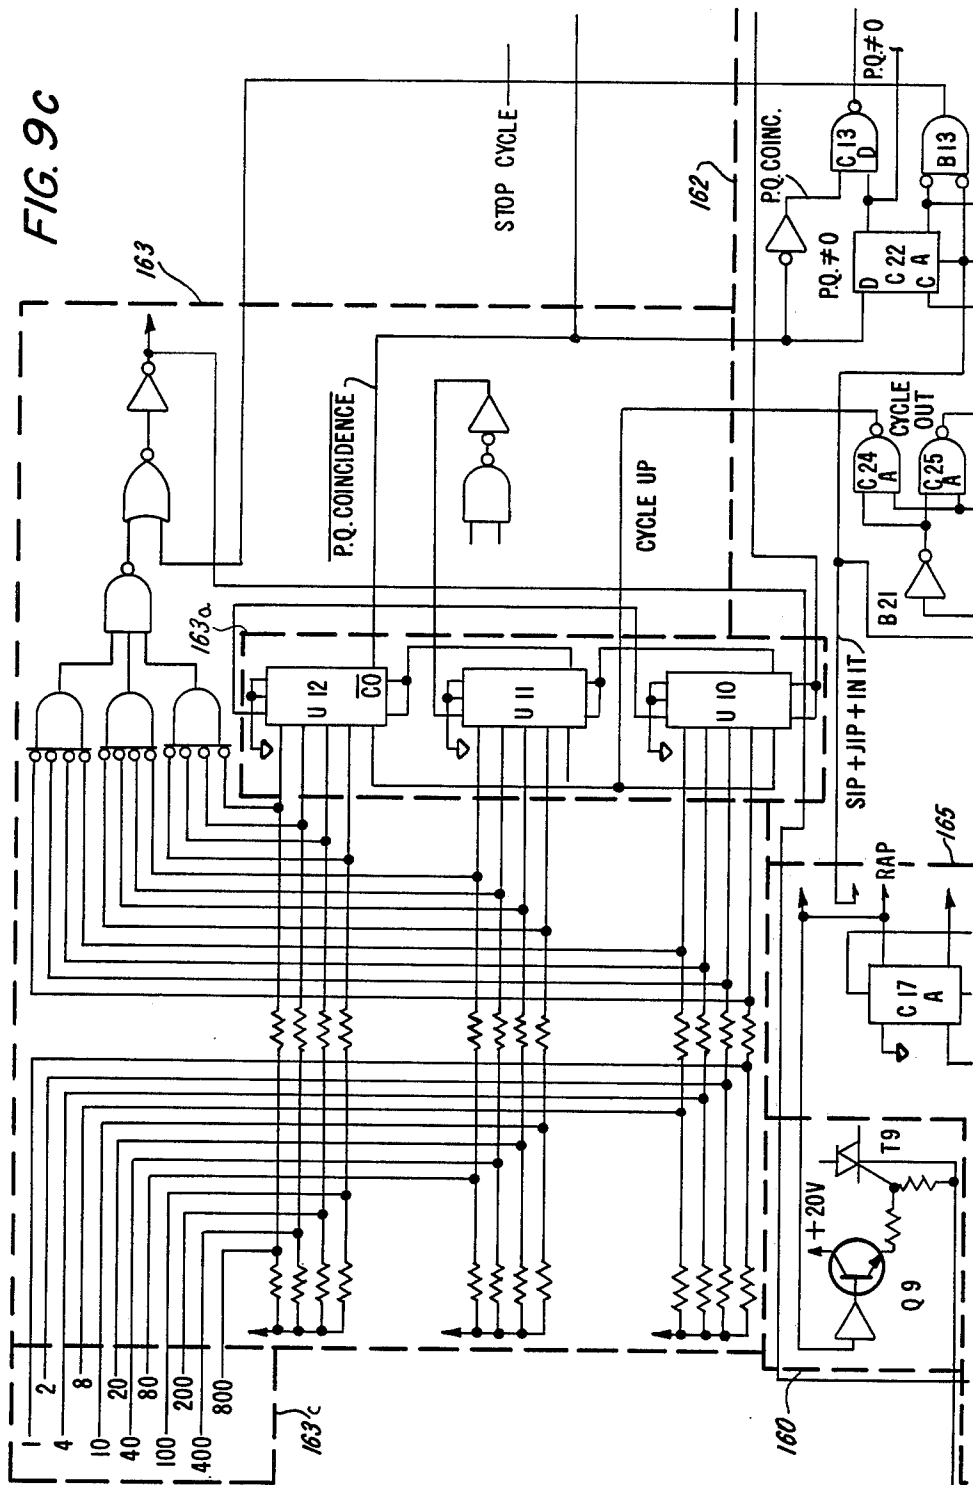 FIG. 9C
163
STOP CYCLE
162
P.Q. COINCIDENCE
P.Q. COINC.
P.Q.≠0
P.Q.≠0
C13
D
B13
D
C22
C A
CYCLE UP
CYCLE OUT
C24
A
C25
A
B21
163a
U12
CO
U11
U10
SIP+JIP+INIT
165
RAP
C17
A
1
2
4
8
10
20
40
80
100
200
400
800
163'c
160
+20V
Q9
T9